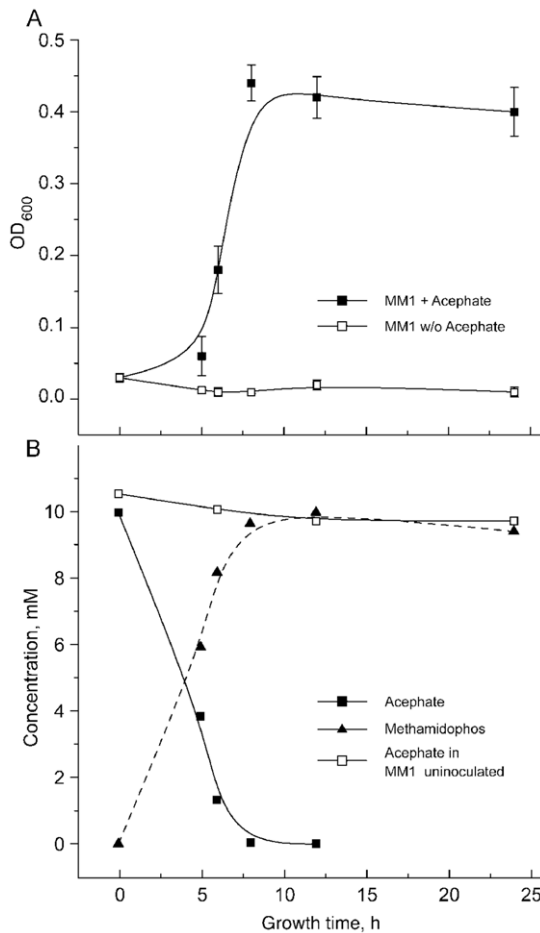 A
0.5
0.4
0.3
0.2
0.1
0.0
OD600
MM1 + Acephate
MM1 w/o Acephate
B
10
8
6
4
2
0
Concentration, mM
Acephate
Methamidophos
Acephate in
MM1 uninoculated
0 5 10 15 20 25
Growth time, h